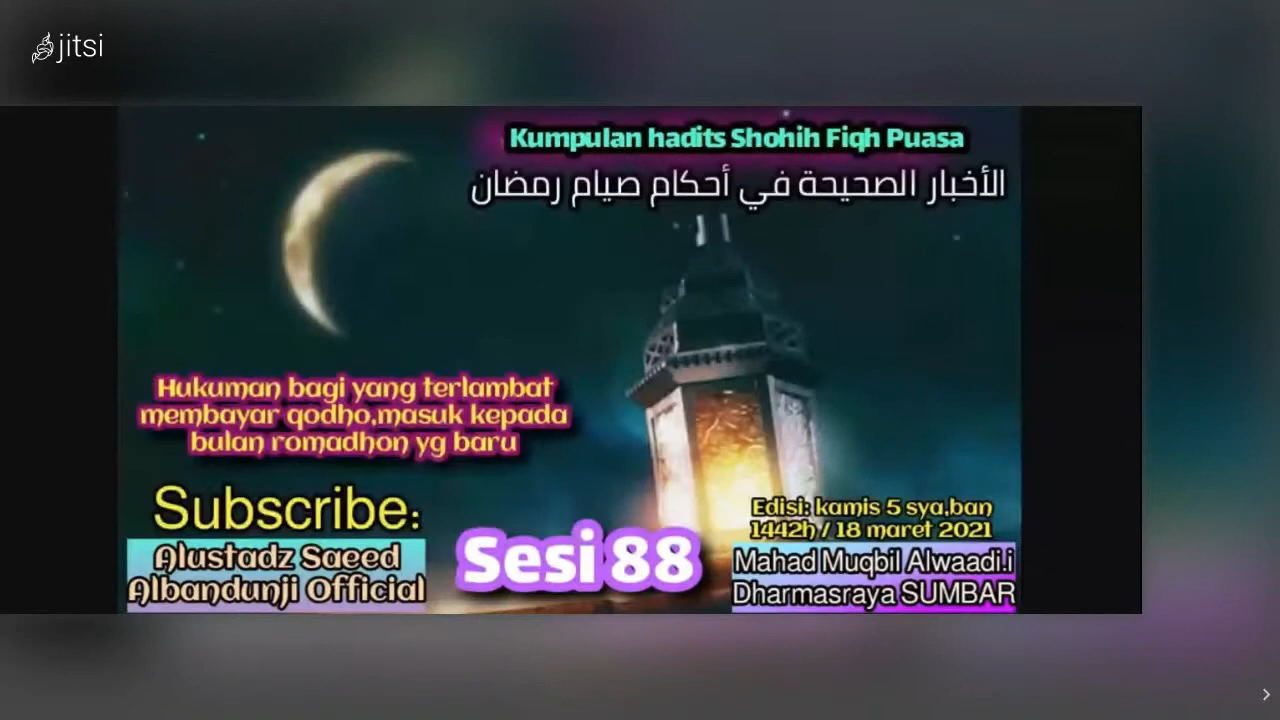 jitsi
Kumpulan hadits Shohih Fiqh Puasa
الأخبار الصحيحة في أحكام صيام رمضان
Hukuman bagi yang terlambat
membayar qodho,masuk kepada
bulan romadhon yg baru
Subscribe:
Alustadz Saeed
Albandunji Official
Sesi 88
Edisi: kamis 5 sya,ban
1442h / 18 maret 2021
Mahad Muqbil Alwaadi.i
Dharmasraya SUMBAR